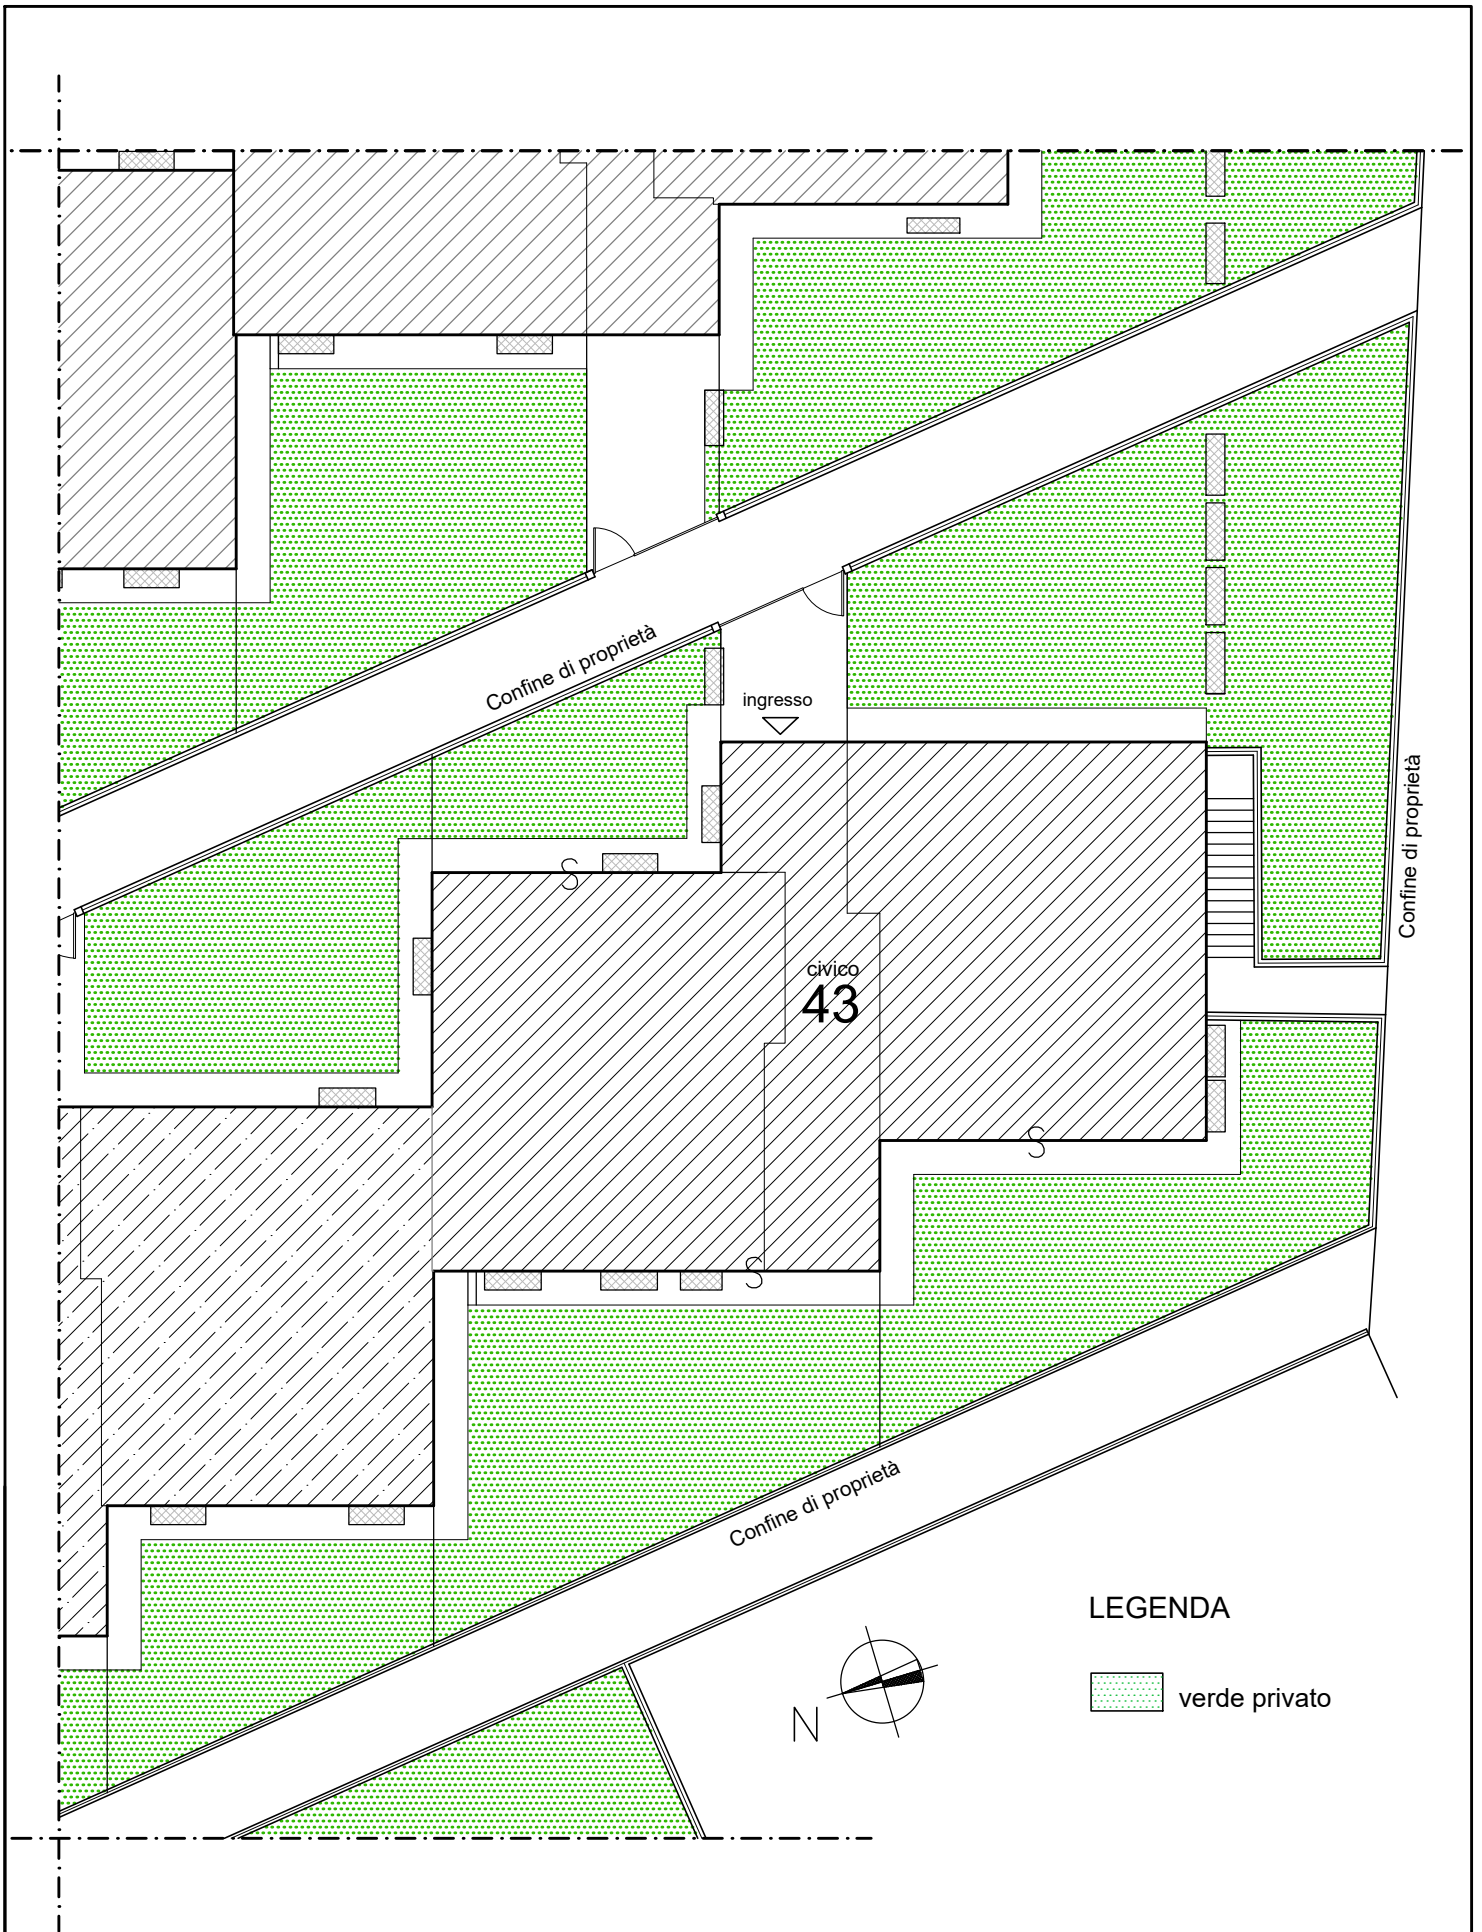 Confine di proprietà
ingresso
Confine di proprietà
S
civico
43
S
S
Confine di proprietà
LEGENDA
verde privato
N